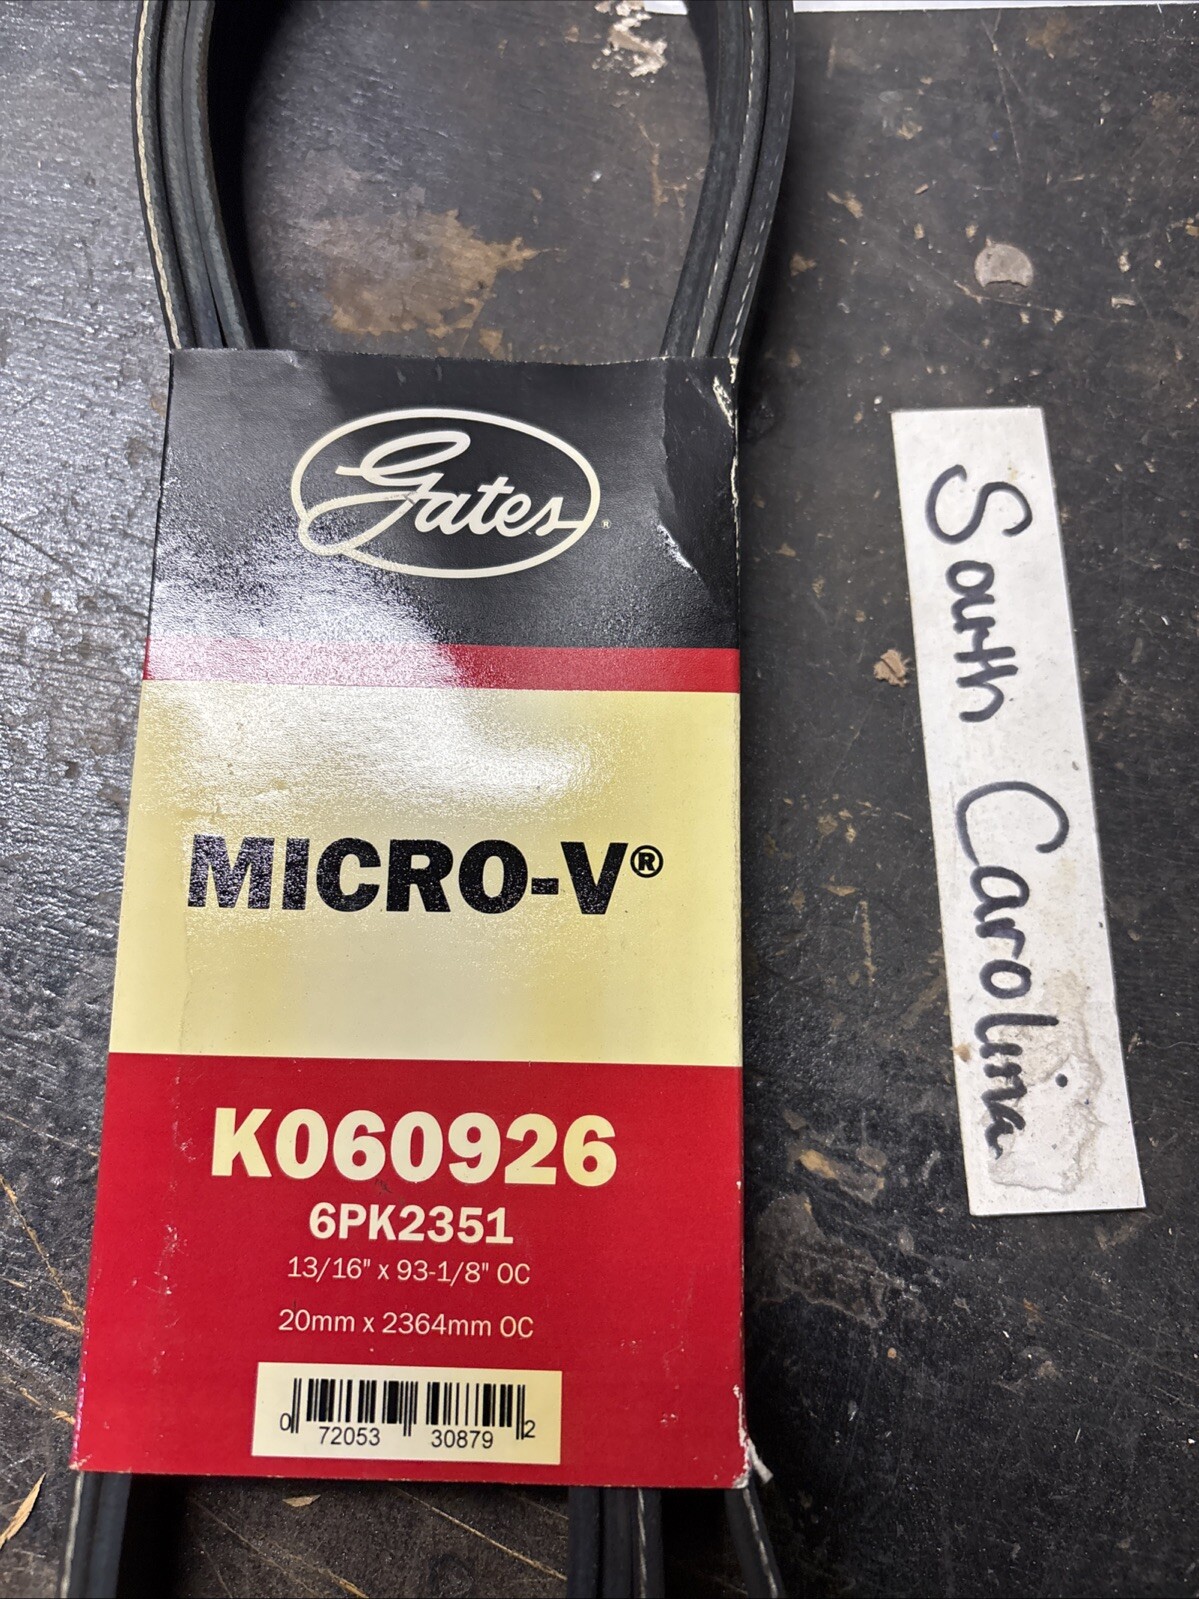 Gates®
MICRO-V®
K060926
6PK2351
13/16" x 93-1/8" OC
20mm x 2364mm OC
0 72053 30879 2
South Carolina